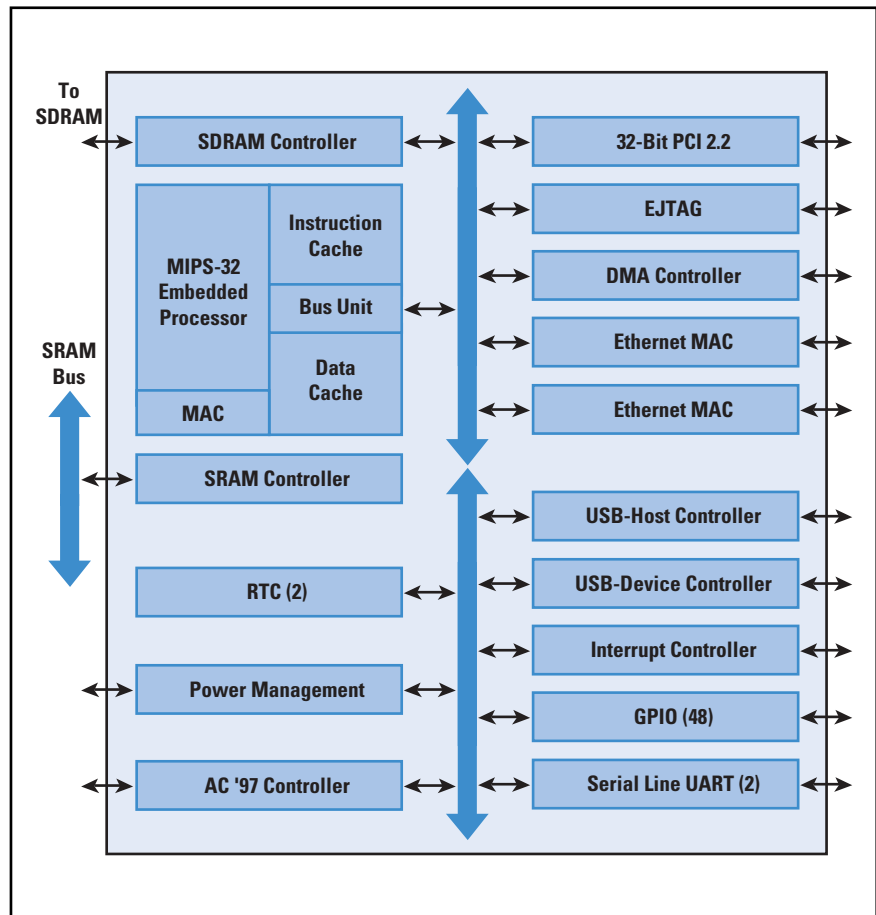 To
SDRAM
SDRAM Controller
32-Bit PCI 2.2
Instruction
Cache
EJTAG
MIPS-32
Embedded
Processor
DMA Controller
Bus Unit
Ethernet MAC
SRAM
Bus
Data
Cache
MAC
Ethernet MAC
SRAM Controller
USB-Host Controller
RTC (2)
USB-Device Controller
Interrupt Controller
Power Management
GPIO (48)
AC '97 Controller
Serial Line UART (2)